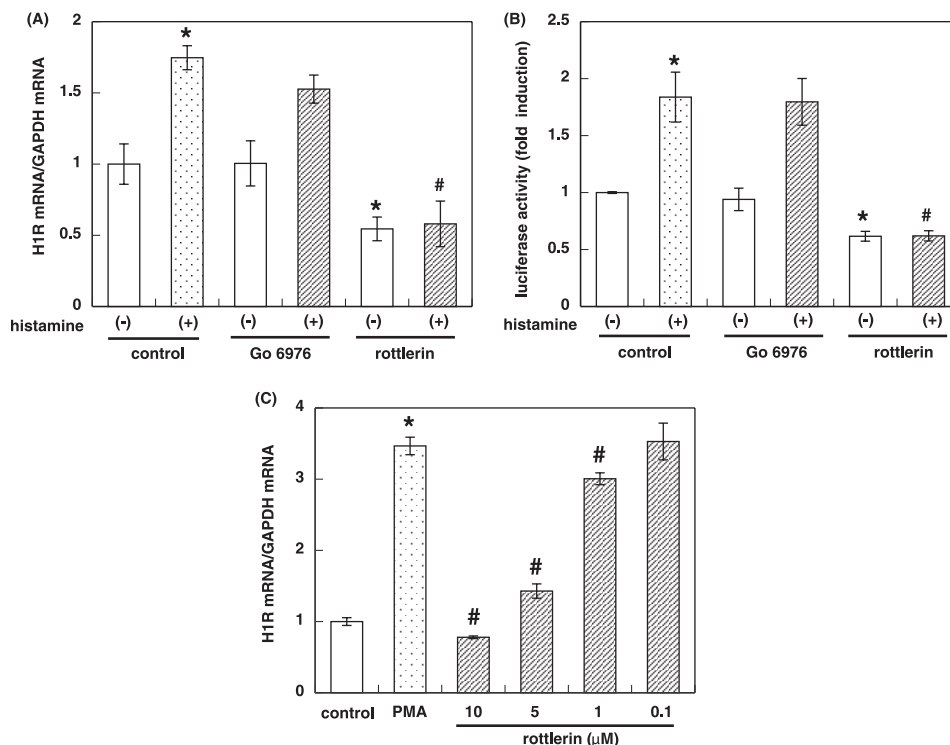 (A)
2
1.5
1
0.5
0
H1R mRNA/GAPDH mRNA
*
*
#
histamine (-) (+) (-) (+) (-) (+)
control Go 6976 rottlerin
(B)
2.5
2
1.5
1
0.5
0
luciferase activity (fold induction)
*
*
#
histamine (-) (+) (-) (+) (-) (+)
control Go 6976 rottlerin
(C)
4
3
2
1
0
H1R mRNA/GAPDH mRNA
*
#
#
#
control PMA 10 5 1 0.1
rottlerin (μM)